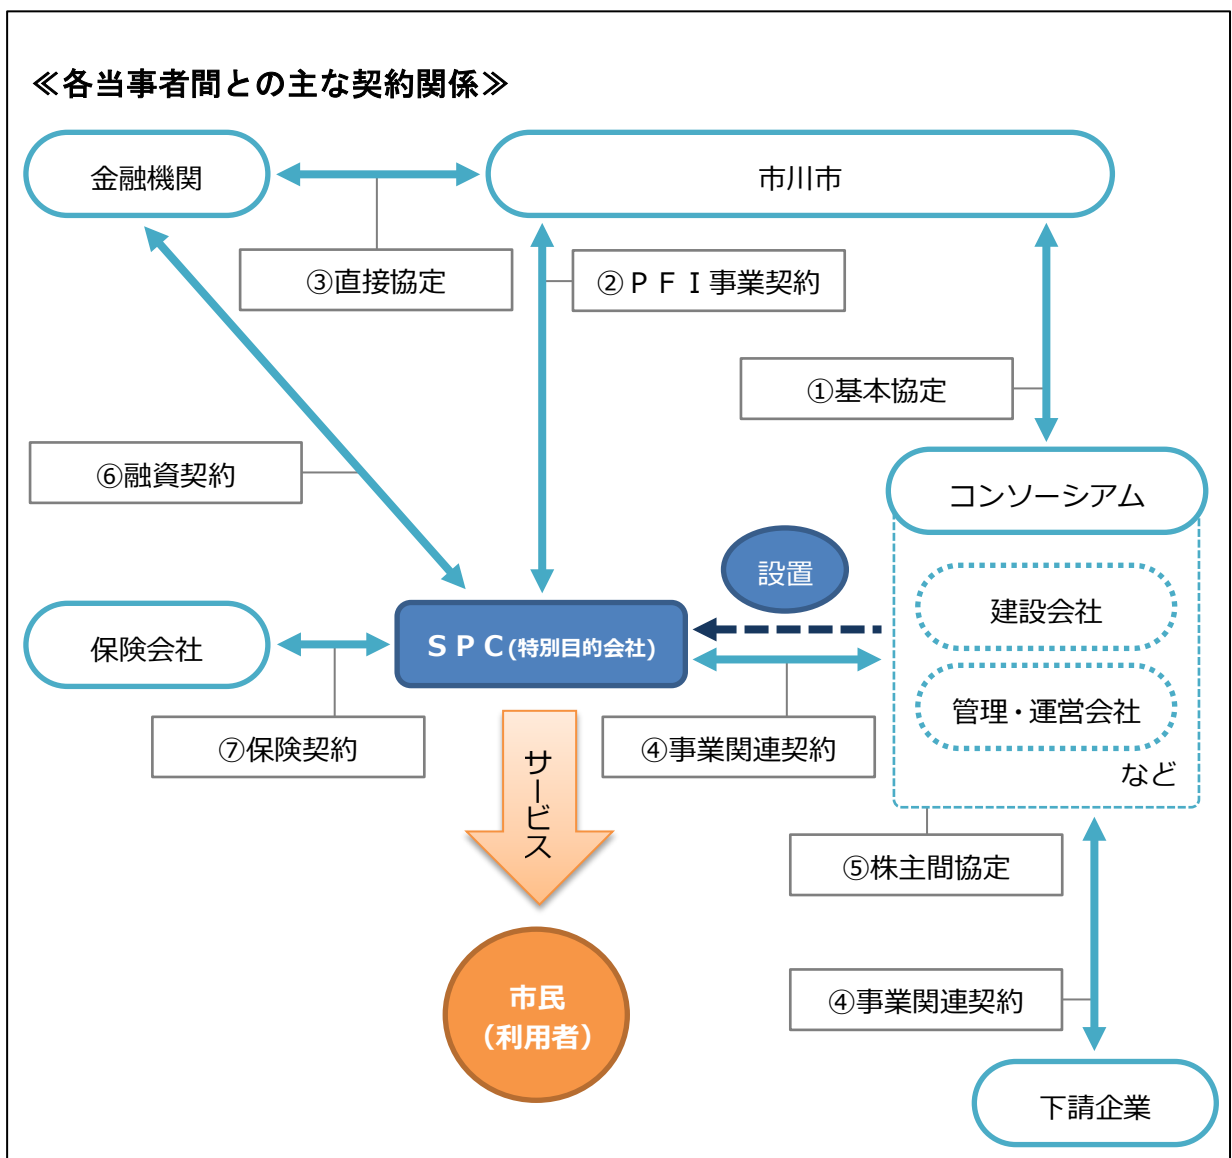 ≪各当事者間との主な契約関係≫
金融機関
市川市
③直接協定
②ＰＦＩ事業契約
①基本協定
⑥融資契約
コンソーシアム
設置
建設会社
保険会社
ＳＰＣ(特別目的会社)
管理・運営会社
⑦保険契約
④事業関連契約
など
サービス
⑤株主間協定
市民
（利用者）
④事業関連契約
下請企業